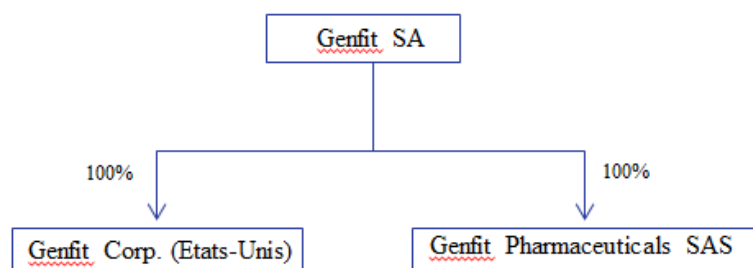 Genfit SA
100%
100%
Genfit Corp. (Etats-Unis)
Genfit Pharmaceuticals SAS